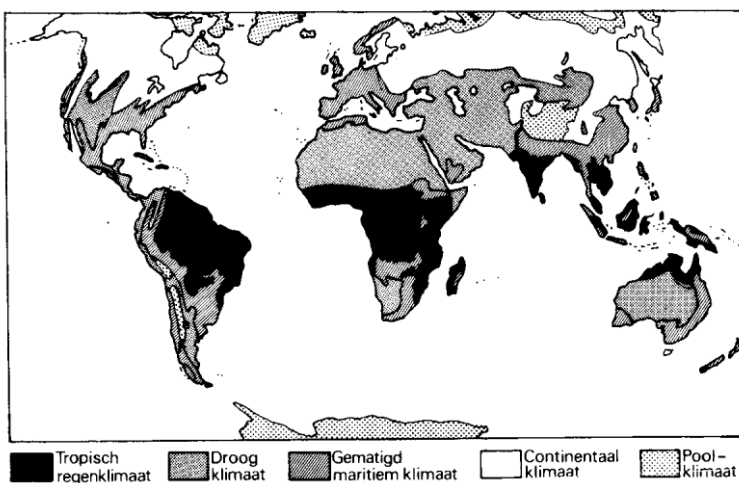 Tropisch
regenklimaat
Droog
klimaat
Gematigd
maritiem klimaat
Continentaal
klimaat
Pool-
klimaat